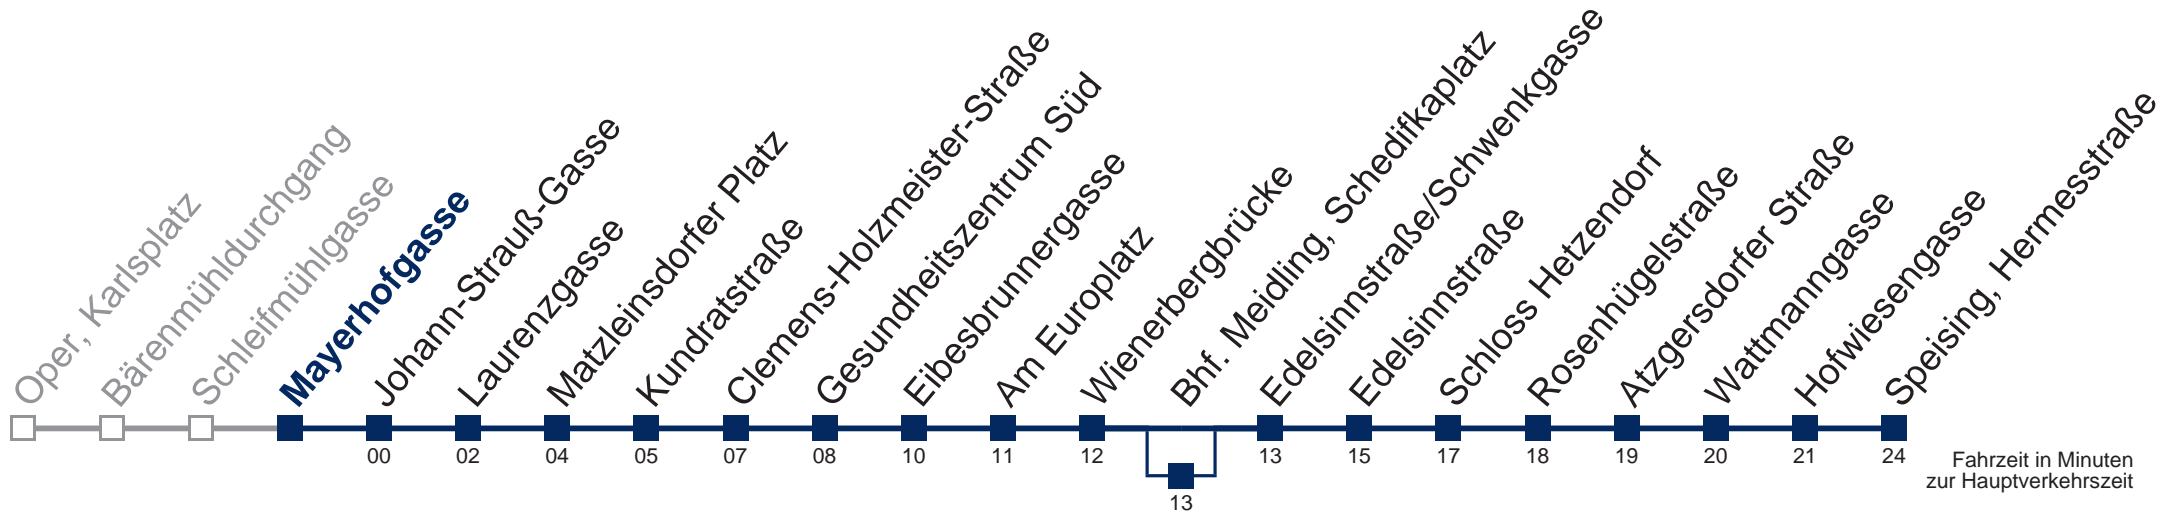 Oper, Karlsplatz
Bärenmühldurchgang
Schleifmühlgasse
Mayerhofgasse
Johann-Strauß-Gasse
Laurenzgasse
Matzleinsdorfer Platz
Kundratstraße
Clemens-Holzmeister-Straße
Gesundheitszentrum Süd
Eibesbrunnergasse
Am Europlatz
Wienerbergbrücke
Bhf. Meidling, Schedifkaplatz
Edelsinnstraße/Schwenkgasse
Edelsinnstraße
Schloss Hetzendorf
Rosenhügelstraße
Atzgersdorfer Straße
Wattmanngasse
Hofwiesengasse
Speising, Hermesstraße
00 02 04 05 07 08 10 11 12 13 15 17 18 19 20 21 24
13
Fahrzeit in Minuten
zur Hauptverkehrszeit